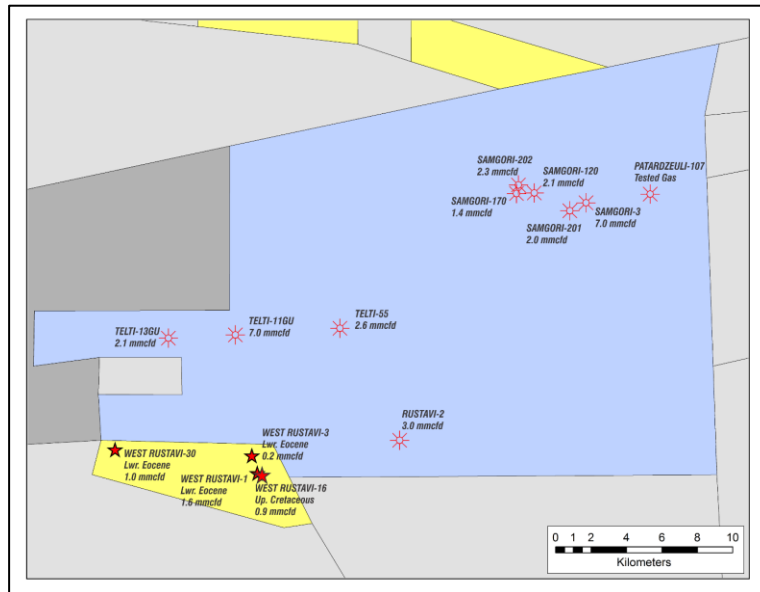 SAMGORI-202
2.3 mmcfd
SAMGORI-120
2.1 mmcfd
PATARDZEULI-107
Tested Gas
SAMGORI-170
1.4 mmcfd
SAMGORI-3
7.0 mmcfd
SAMGORI-201
2.0 mmcfd
TELTI-13GU
2.1 mmcfd
TELTI-11GU
7.0 mmcfd
TELTI-55
2.6 mmcfd
RUSTAVI-2
3.0 mmcfd
WEST RUSTAVI-3
Lwr. Eocene
0.2 mmcfd
WEST RUSTAVI-30
Lwr. Eocene
1.0 mmcfd
WEST RUSTAVI-1
Lwr. Eocene
1.6 mmcfd
WEST RUSTAVI-16
Up. Cretaceous
0.9 mmcfd
0 1 2 4 6 8 10
Kilometers